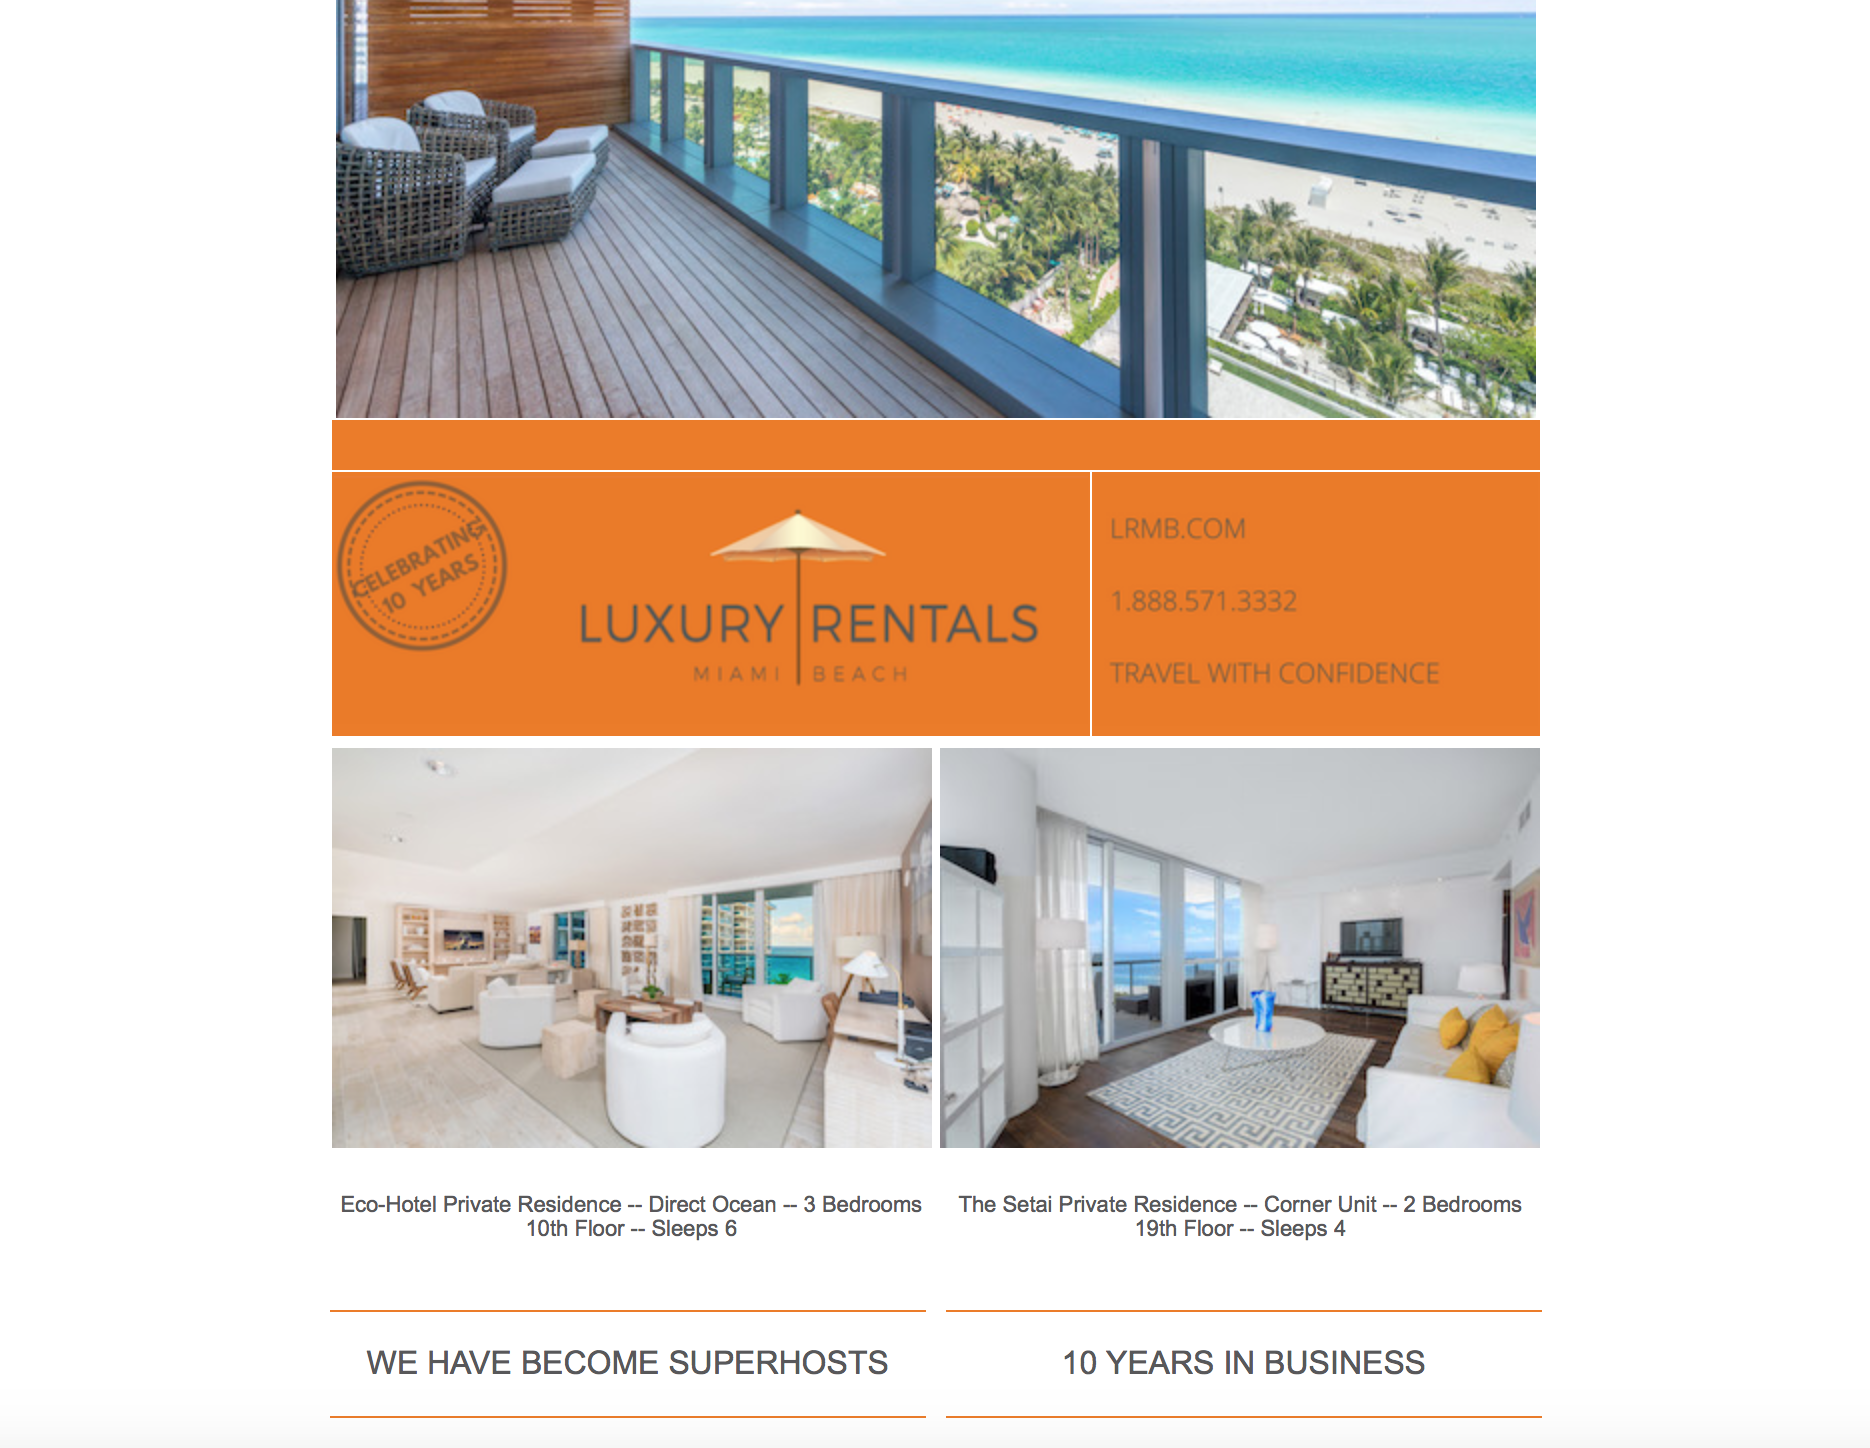 CELEBRATING
10 YEARS
LUXURY RENTALS
MIAMI BEACH
LRMB.COM
1.888.571.3332
TRAVEL WITH CONFIDENCE
Eco-Hotel Private Residence -- Direct Ocean -- 3 Bedrooms
10th Floor -- Sleeps 6
The Setai Private Residence -- Corner Unit -- 2 Bedrooms
19th Floor -- Sleeps 4
WE HAVE BECOME SUPERHOSTS
10 YEARS IN BUSINESS